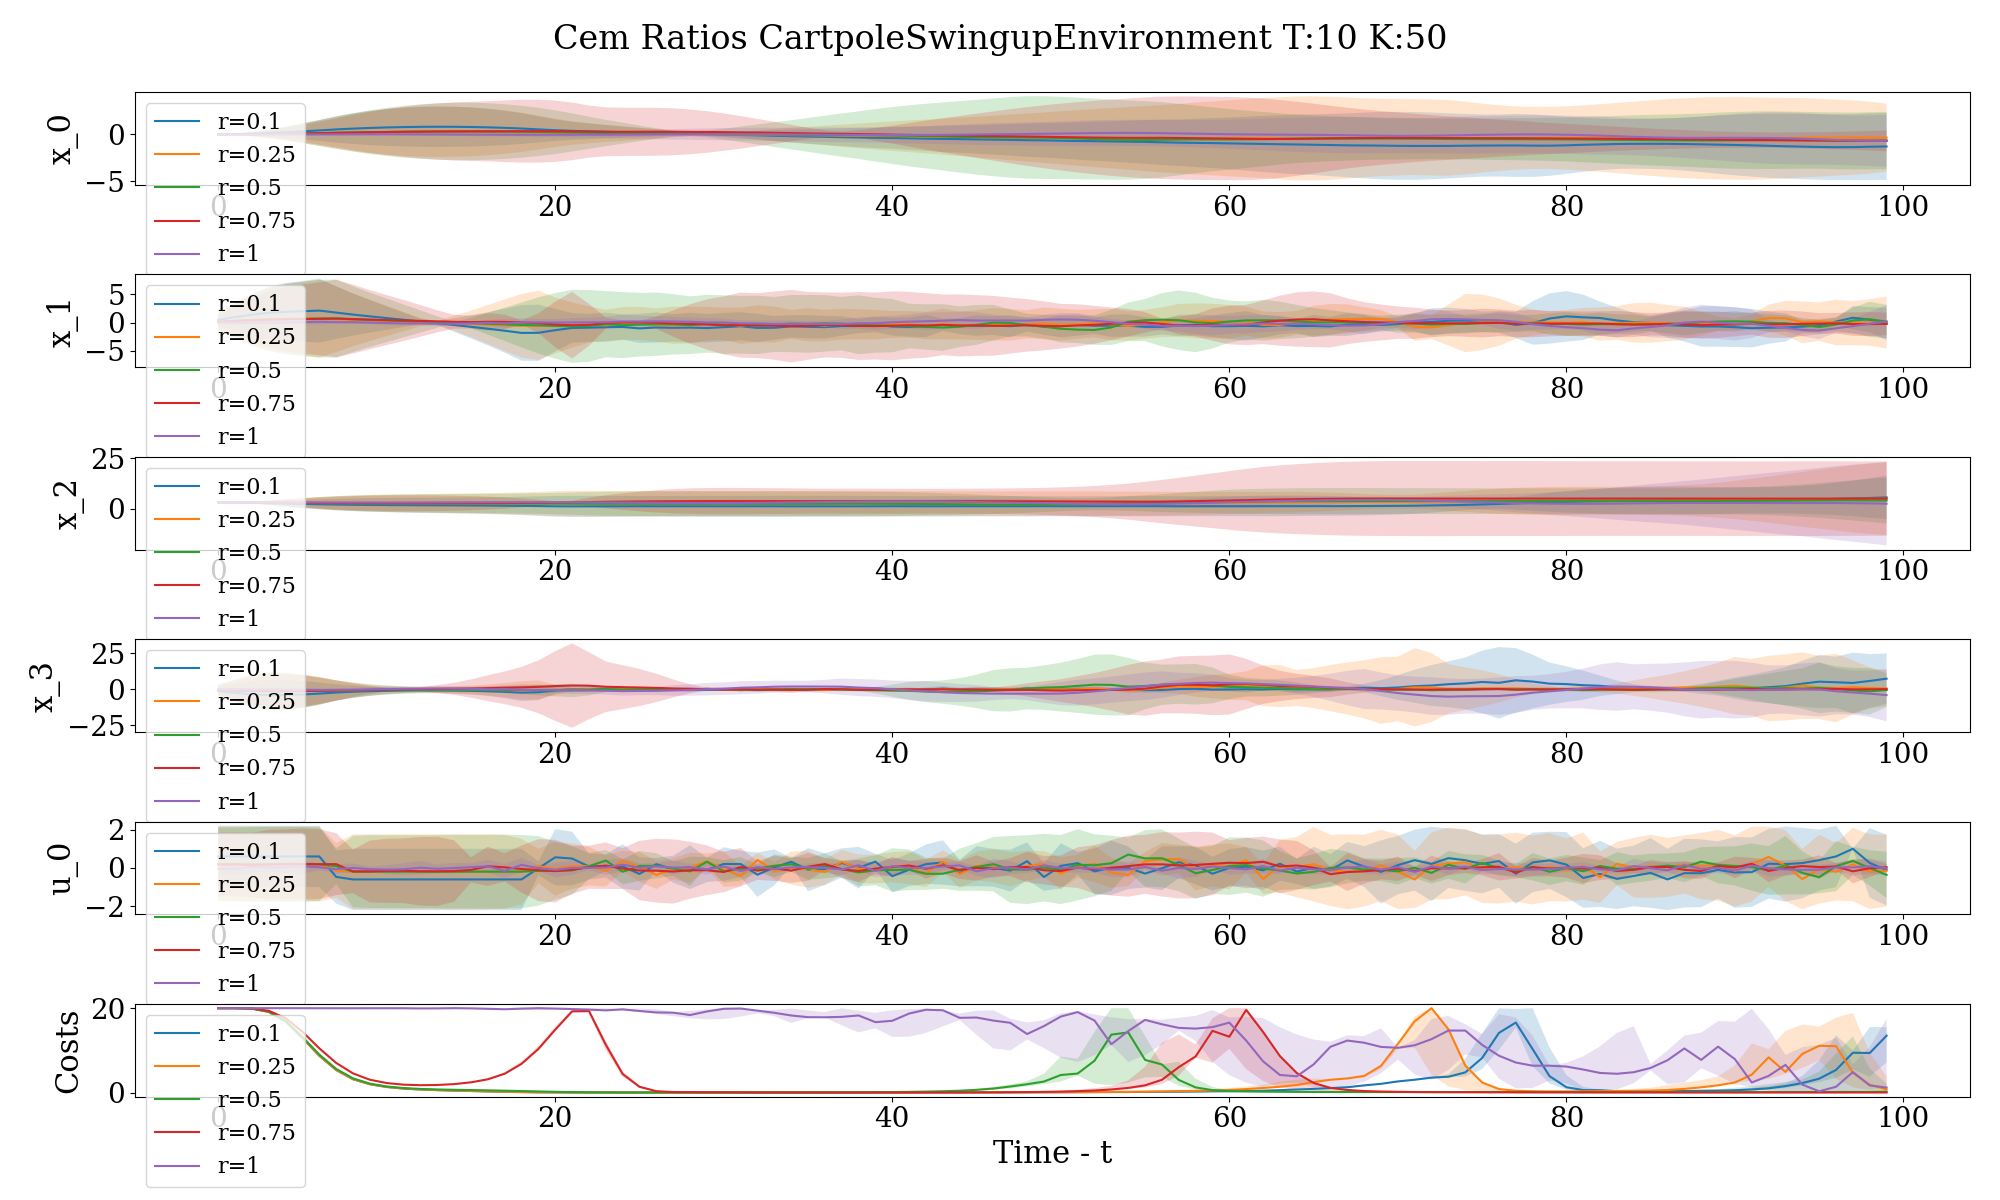 Cem Ratios CartpoleSwingupEnvironment T:10 K:50
x_0
0
−5
r=0.1
r=0.25
r=0.5
r=0.75
r=1
0 20 40 60 80 100
x_1
5
0
−5
r=0.1
r=0.25
r=0.5
r=0.75
r=1
0 20 40 60 80 100
x_2
25
0
r=0.1
r=0.25
r=0.5
r=0.75
r=1
0 20 40 60 80 100
x_3
25
0
−25
r=0.1
r=0.25
r=0.5
r=0.75
r=1
0 20 40 60 80 100
u_0
2
0
−2
r=0.1
r=0.25
r=0.5
r=0.75
r=1
0 20 40 60 80 100
Costs
20
0
r=0.1
r=0.25
r=0.5
r=0.75
r=1
0 20 40 60 80 100
Time - t